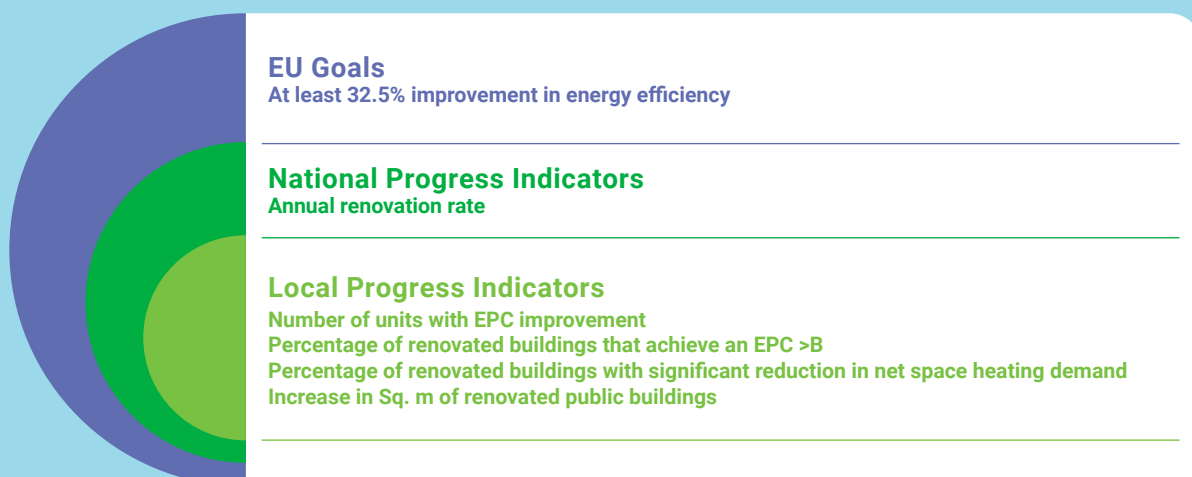 EU Goals
At least 32.5% improvement in energy efficiency
National Progress Indicators
Annual renovation rate
Local Progress Indicators
Number of units with EPC improvement
Percentage of renovated buildings that achieve an EPC >B
Percentage of renovated buildings with significant reduction in net space heating demand
Increase in Sq. m of renovated public buildings